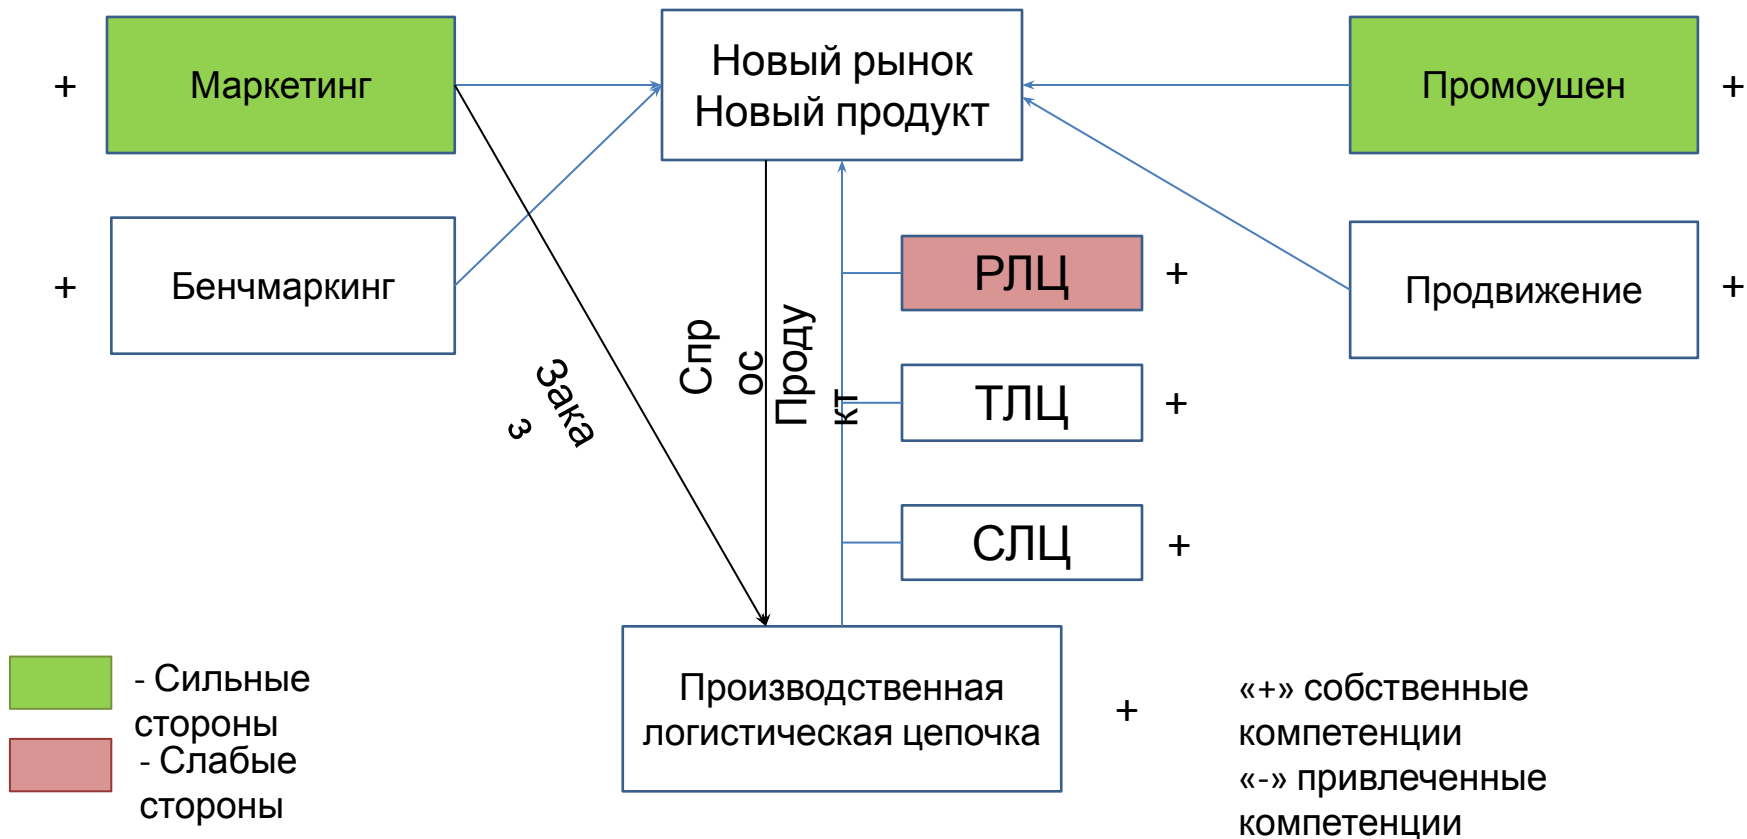 +
Маркетинг
Новый рынок
Новый продукт
Промоушен
+
+
Бенчмаркинг
РЛЦ
+
Продвижение
+
Зака
з
Спр
ос
Проду
кт
ТЛЦ
+
СЛЦ
+
- Сильные
стороны
- Слабые
стороны
Производственная
логистическая цепочка
+
«+» собственные
компетенции
«-» привлеченные
компетенции